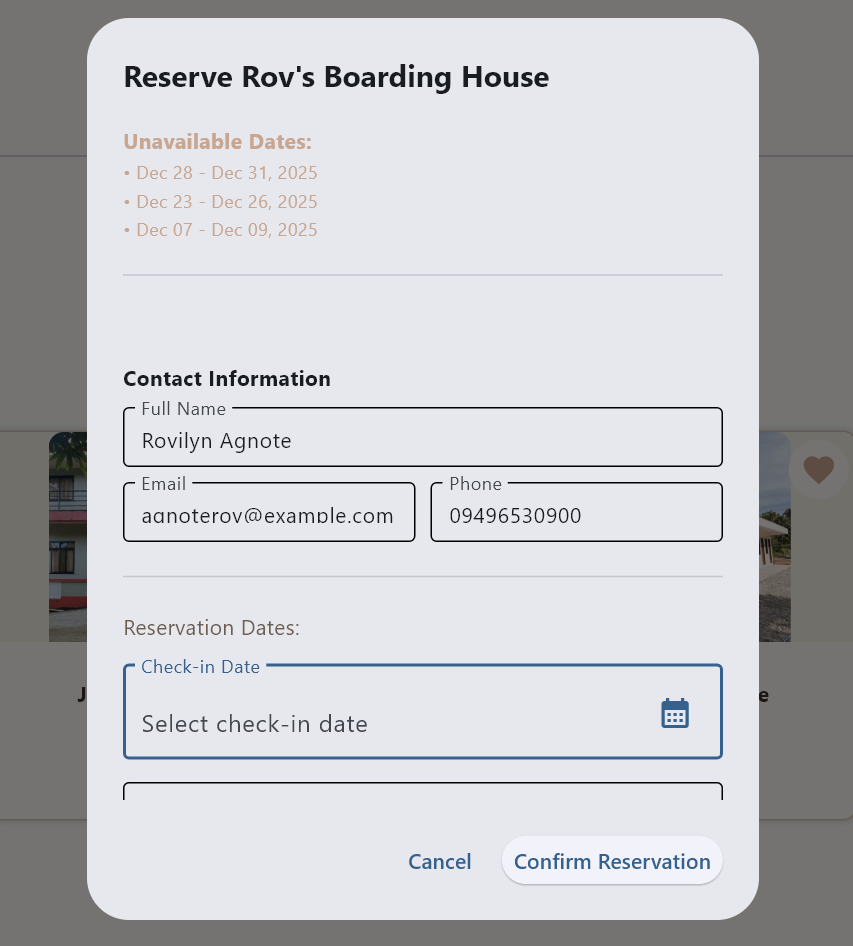 Reserve Rov's Boarding House
Unavailable Dates:
• Dec 28 - Dec 31, 2025
• Dec 23 - Dec 26, 2025
• Dec 07 - Dec 09, 2025
Contact Information
Full Name
Rovilyn Agnote
Email Phone
agnoterov@example.com 09496530900
Reservation Dates:
Check-in Date
Select check-in date
Cancel Confirm Reservation